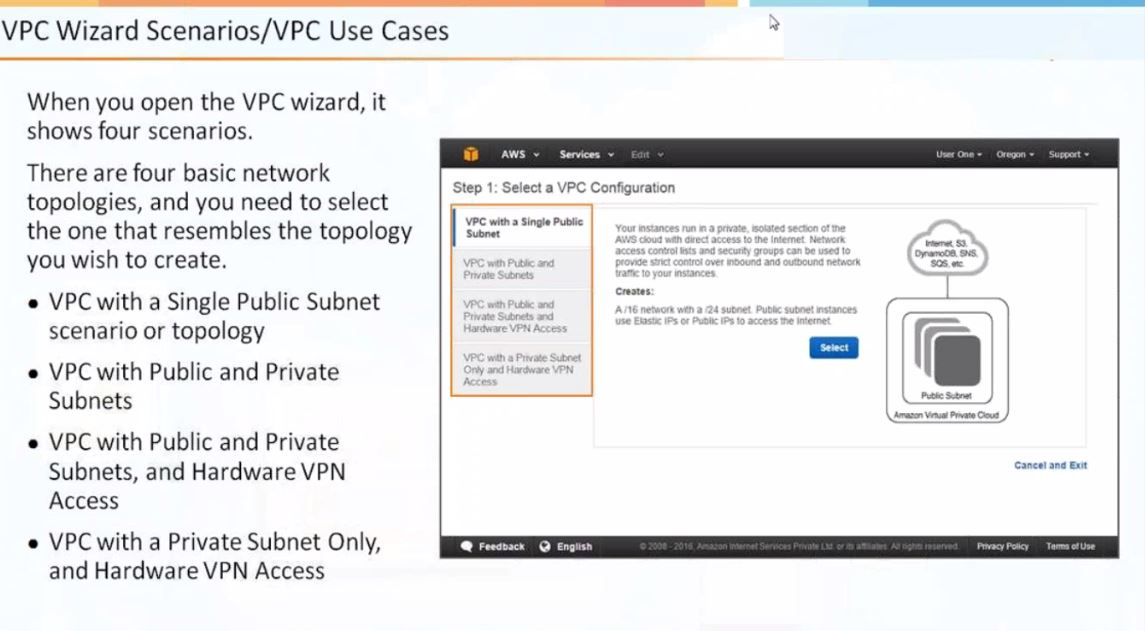 VPC Wizard Scenarios/VPC Use Cases
When you open the VPC wizard, it
shows four scenarios.
There are four basic network
topologies, and you need to select
the one that resembles the topology
you wish to create.
• VPC with a Single Public Subnet
scenario or topology
• VPC with Public and Private
Subnets
• VPC with Public and Private
Subnets, and Hardware VPN
Access
• VPC with a Private Subnet Only,
and Hardware VPN Access
AWS Services Edit User One Oregon Support
Step 1: Select a VPC Configuration
VPC with a Single Public
Subnet
VPC with Public and
Private Subnets
VPC with Public and
Private Subnets and
Hardware VPN Access
VPC with a Private Subnet
Only and Hardware VPN
Access
Your instances run in a private, isolated section of the
AWS cloud with direct access to the Internet. Network
access control lists and security groups can be used to
provide strict control over inbound and outbound network
traffic to your instances.
Creates:
A /16 network with a /24 subnet. Public subnet instances
use Elastic IPs or Public IPs to access the Internet.
Select
Internet, S3,
DynamoDB, SNS,
SQS, etc.
Public Subnet
Amazon Virtual Private Cloud
Cancel and Exit
Feedback English © 2008 - 2016, Amazon Internet Services Private Ltd. or its affiliates. All rights reserved. Privacy Policy Terms of Use